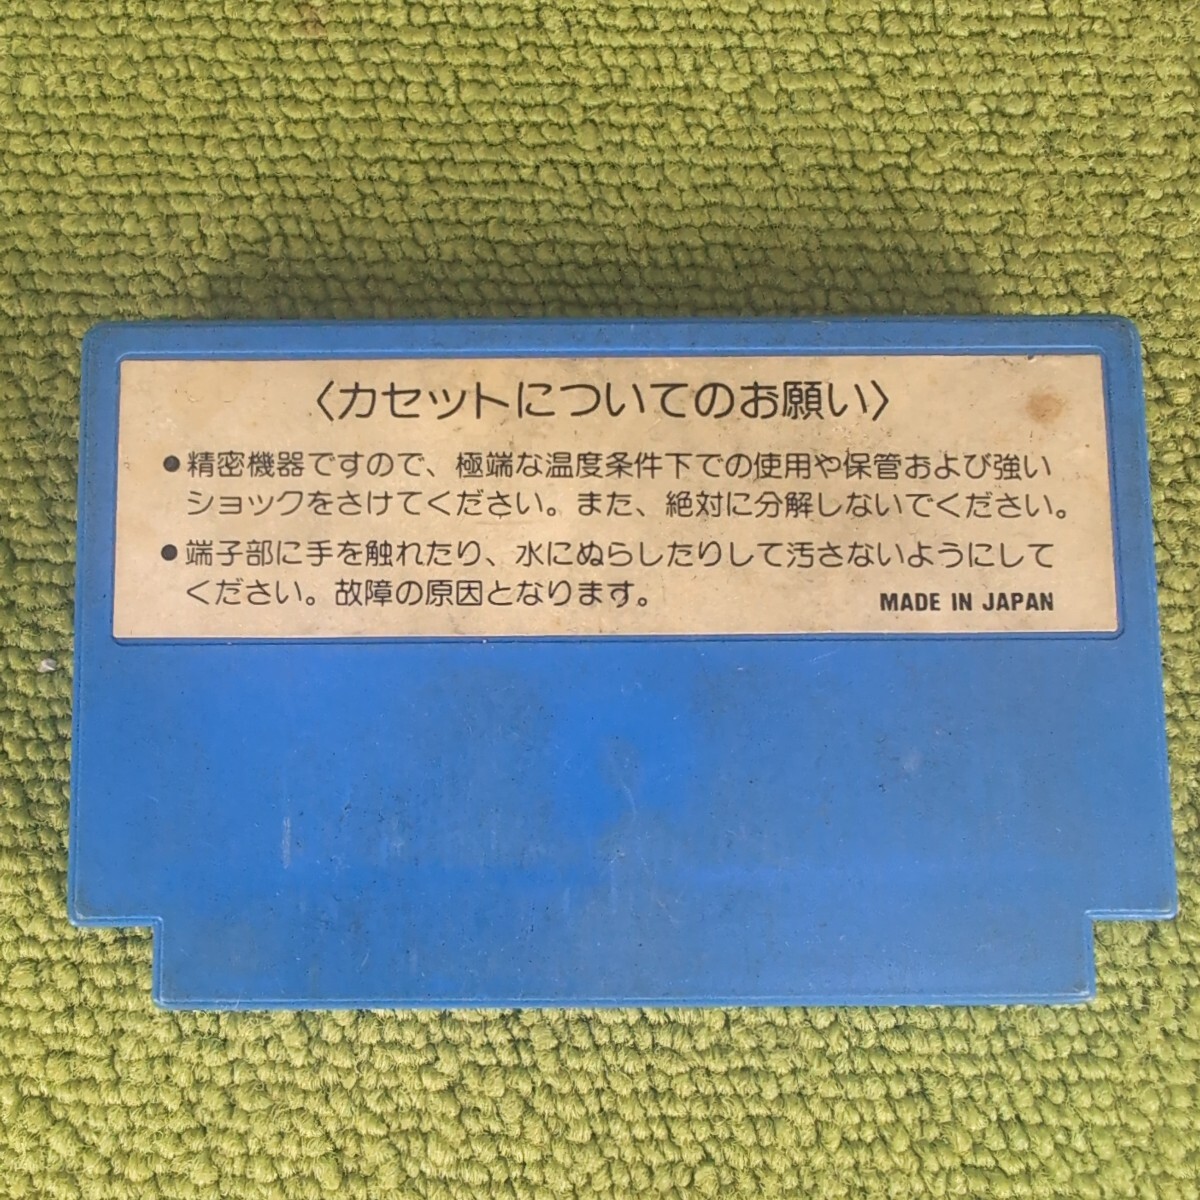 〈カセットについてのお願い〉
●精密機器ですので、極端な温度条件下での使用や保管および強い
ショックをさけてください。また、絶対に分解しないでください。
●端子部に手を触れたり、水にぬらしたりして汚さないようにして
ください。故障の原因となります。
MADE IN JAPAN